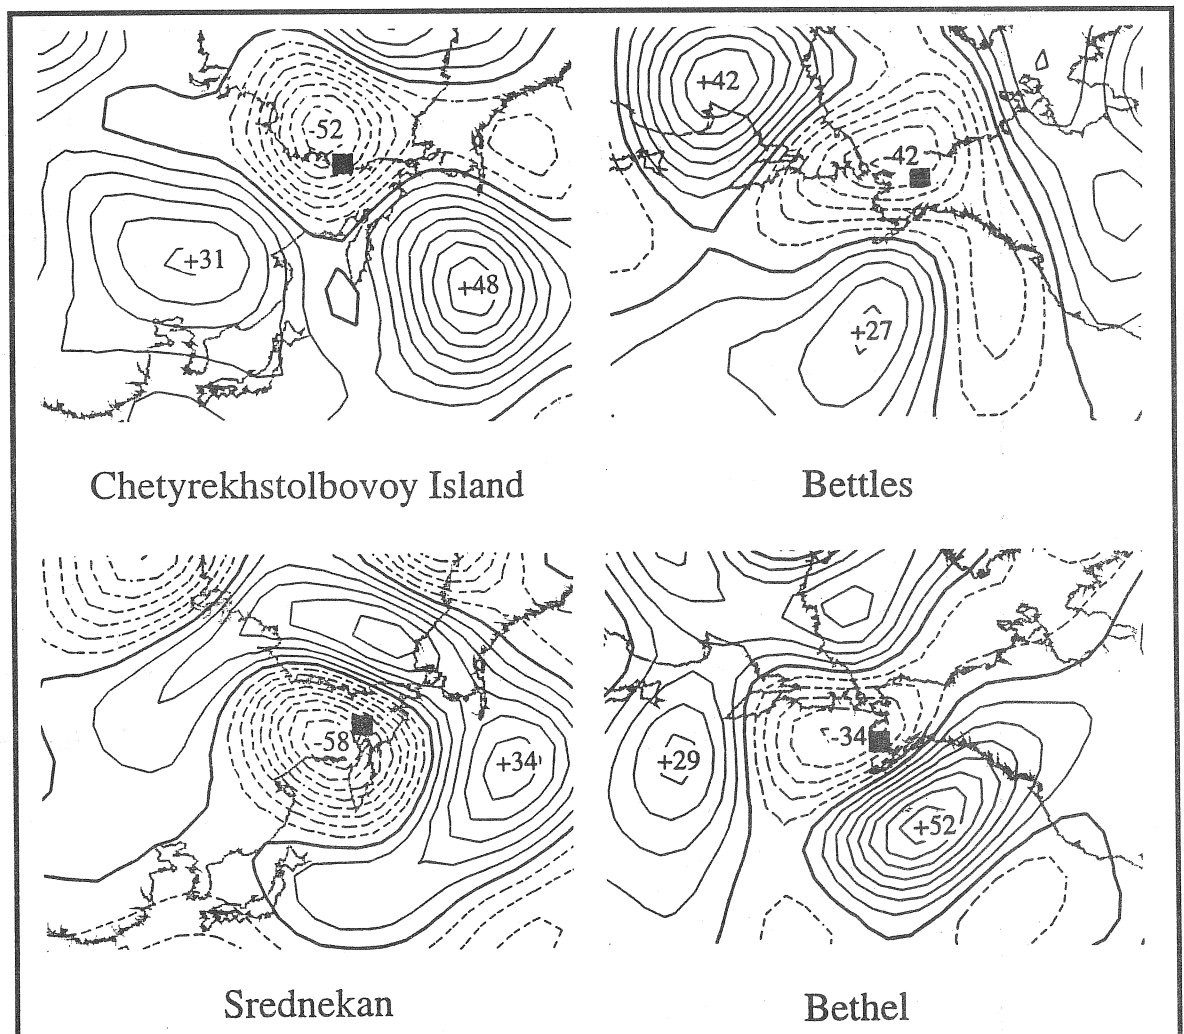 -52
+31
+48
Chetyrekhstolbovoy Island
+42
-42
+27
Bettles
-58
+34
Srednekan
-34
+29
+52
Bethel